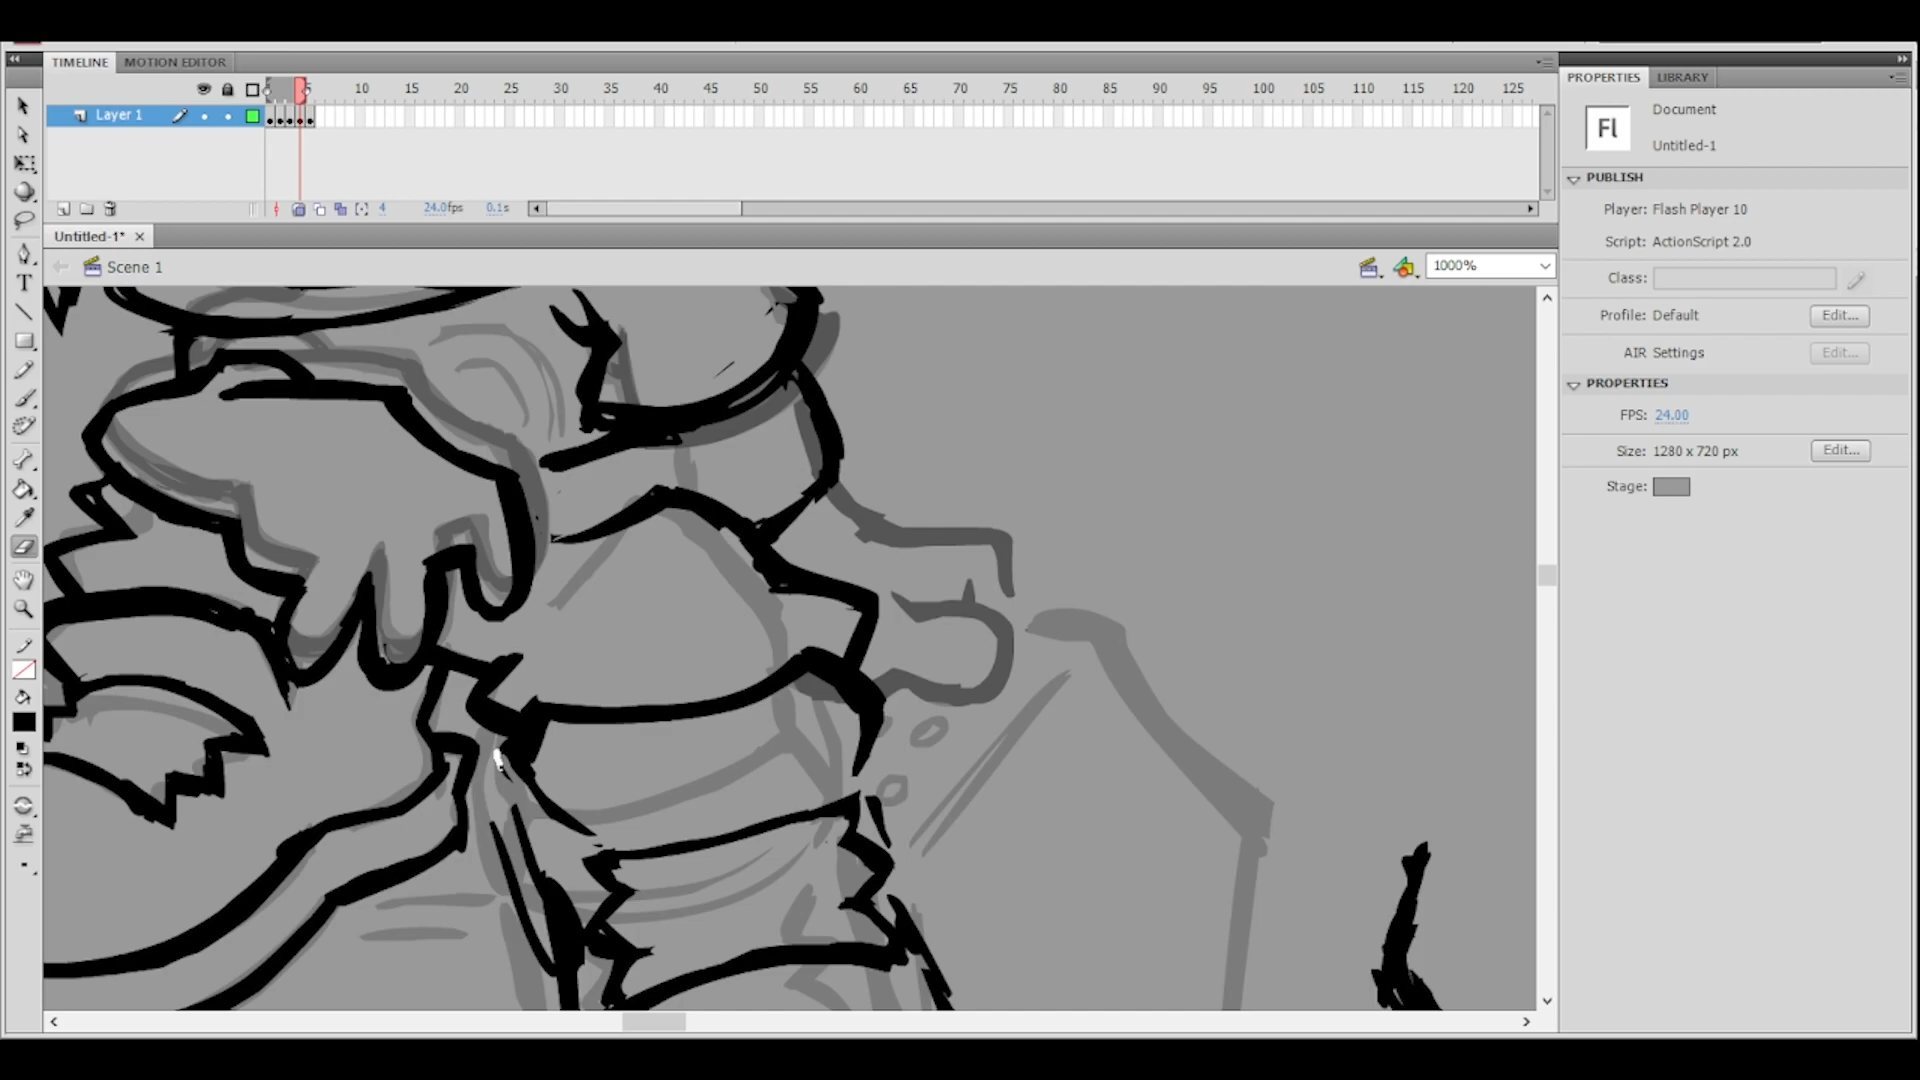 TIMELINE MOTION EDITOR
5 10 15 20 25 30 35 40 45 50 55 60 65 70 75 80 85 90 95 100 105 110 115 120 125
Layer 1
4 24.0fps 0.1s
Untitled-1*
Scene 1
1000%
T
PROPERTIES LIBRARY
Fl
Document
Untitled-1
PUBLISH
Player: Flash Player 10
Script: ActionScript 2.0
Class:
Profile: Default Edit...
AIR Settings Edit...
PROPERTIES
FPS: 24.00
Size: 1280 x 720 px Edit...
Stage: